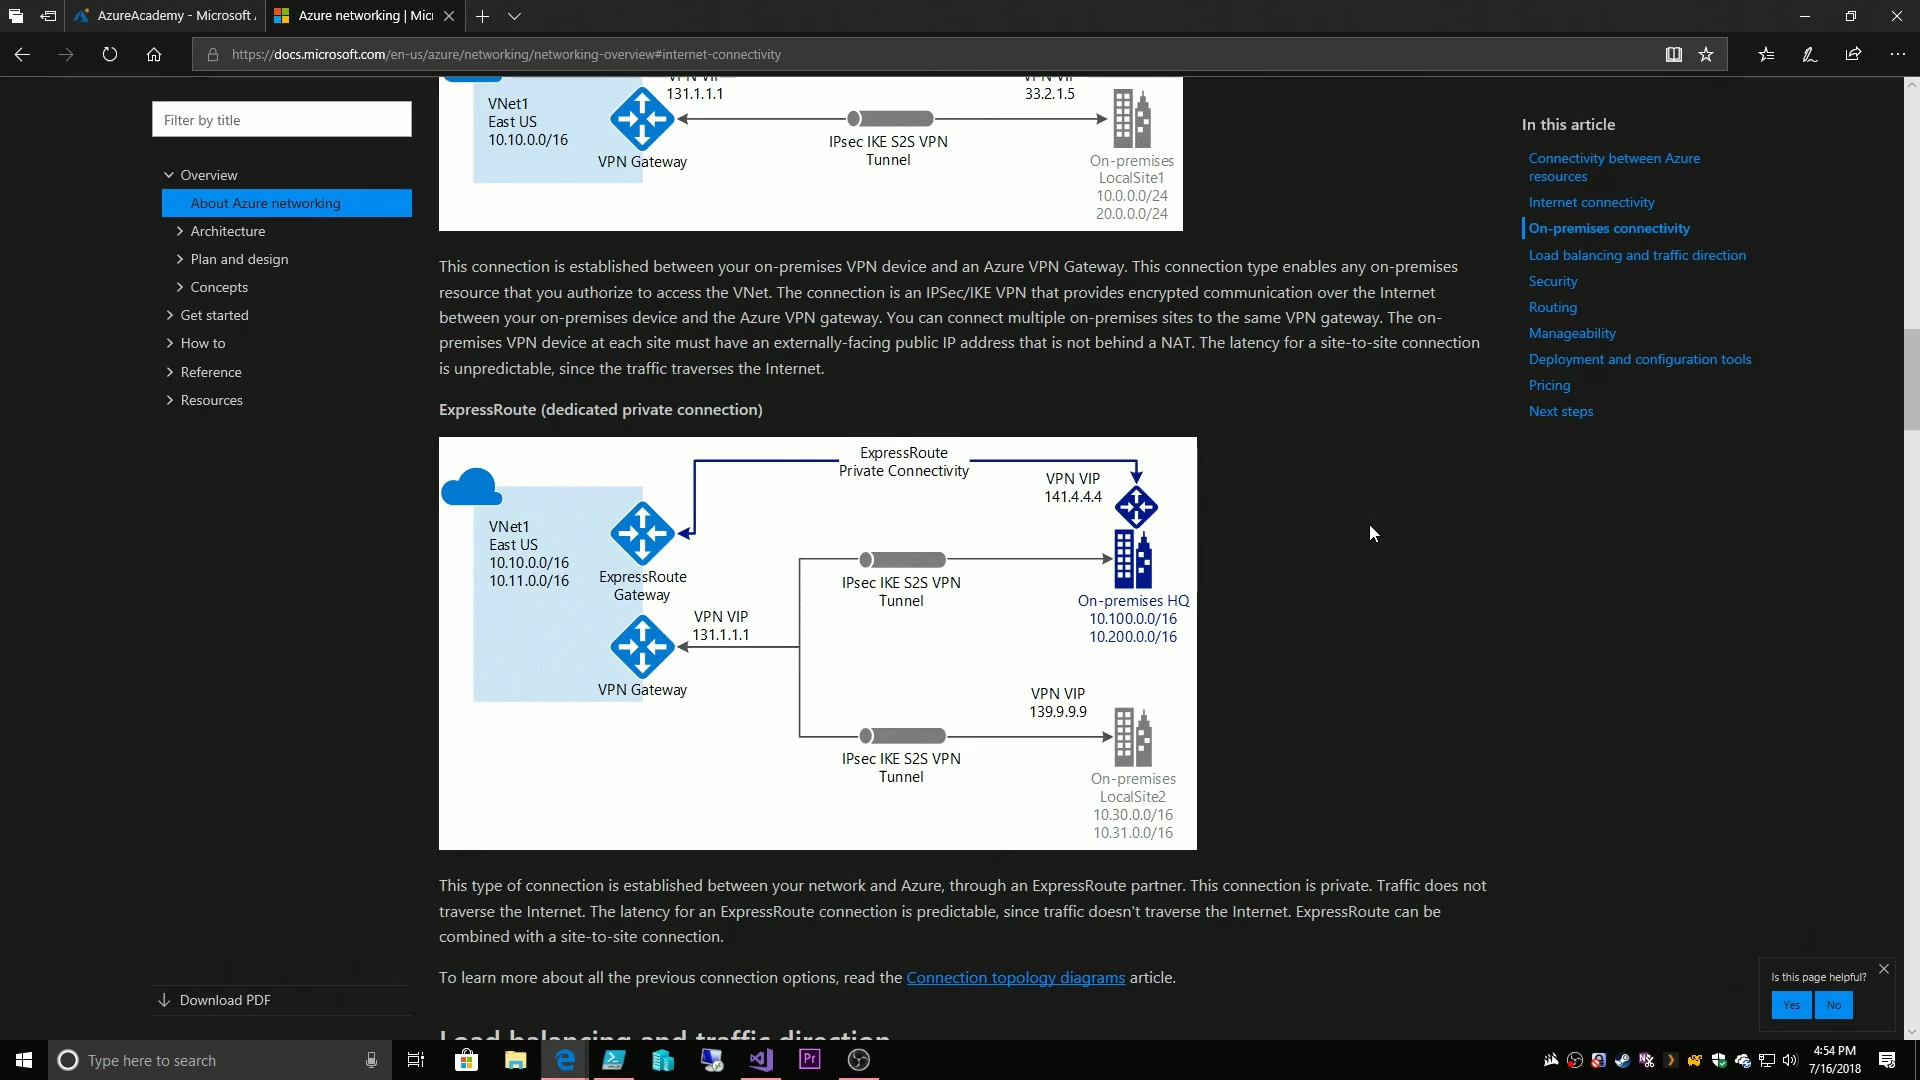 AzureAcademy - Microsoft A
Azure networking | Micr
https://docs.microsoft.com/en-us/azure/networking/networking-overview#internet-connectivity
Filter by title
Overview
About Azure networking
Architecture
Plan and design
Concepts
Get started
How to
Reference
Resources
Download PDF
VPN VIP
131.1.1.1
VPN VIP
33.2.1.5
VNet1
East US
10.10.0.0/16
VPN Gateway
IPsec IKE S2S VPN
Tunnel
On-premises
LocalSite1
10.0.0.0/24
20.0.0.0/24
This connection is established between your on-premises VPN device and an Azure VPN Gateway. This connection type enables any on-premises
resource that you authorize to access the VNet. The connection is an IPSec/IKE VPN that provides encrypted communication over the Internet
between your on-premises device and the Azure VPN gateway. You can connect multiple on-premises sites to the same VPN gateway. The on-
premises VPN device at each site must have an externally-facing public IP address that is not behind a NAT. The latency for a site-to-site connection
is unpredictable, since the traffic traverses the Internet.
ExpressRoute (dedicated private connection)
ExpressRoute
Private Connectivity
VPN VIP
141.4.4.4
VNet1
East US
10.10.0.0/16
10.11.0.0/16
ExpressRoute
Gateway
IPsec IKE S2S VPN
Tunnel
On-premises HQ
10.100.0.0/16
10.200.0.0/16
VPN VIP
131.1.1.1
VPN Gateway
VPN VIP
139.9.9.9
IPsec IKE S2S VPN
Tunnel
On-premises
LocalSite2
10.30.0.0/16
10.31.0.0/16
This type of connection is established between your network and Azure, through an ExpressRoute partner. This connection is private. Traffic does not
traverse the Internet. The latency for an ExpressRoute connection is predictable, since traffic doesn't traverse the Internet. ExpressRoute can be
combined with a site-to-site connection.
To learn more about all the previous connection options, read the Connection topology diagrams article.
Load balancing and traffic direction
In this article
Connectivity between Azure
resources
Internet connectivity
On-premises connectivity
Load balancing and traffic direction
Security
Routing
Manageability
Deployment and configuration tools
Pricing
Next steps
Is this page helpful?
Yes
No
Type here to search
Pr
4:54 PM
7/16/2018